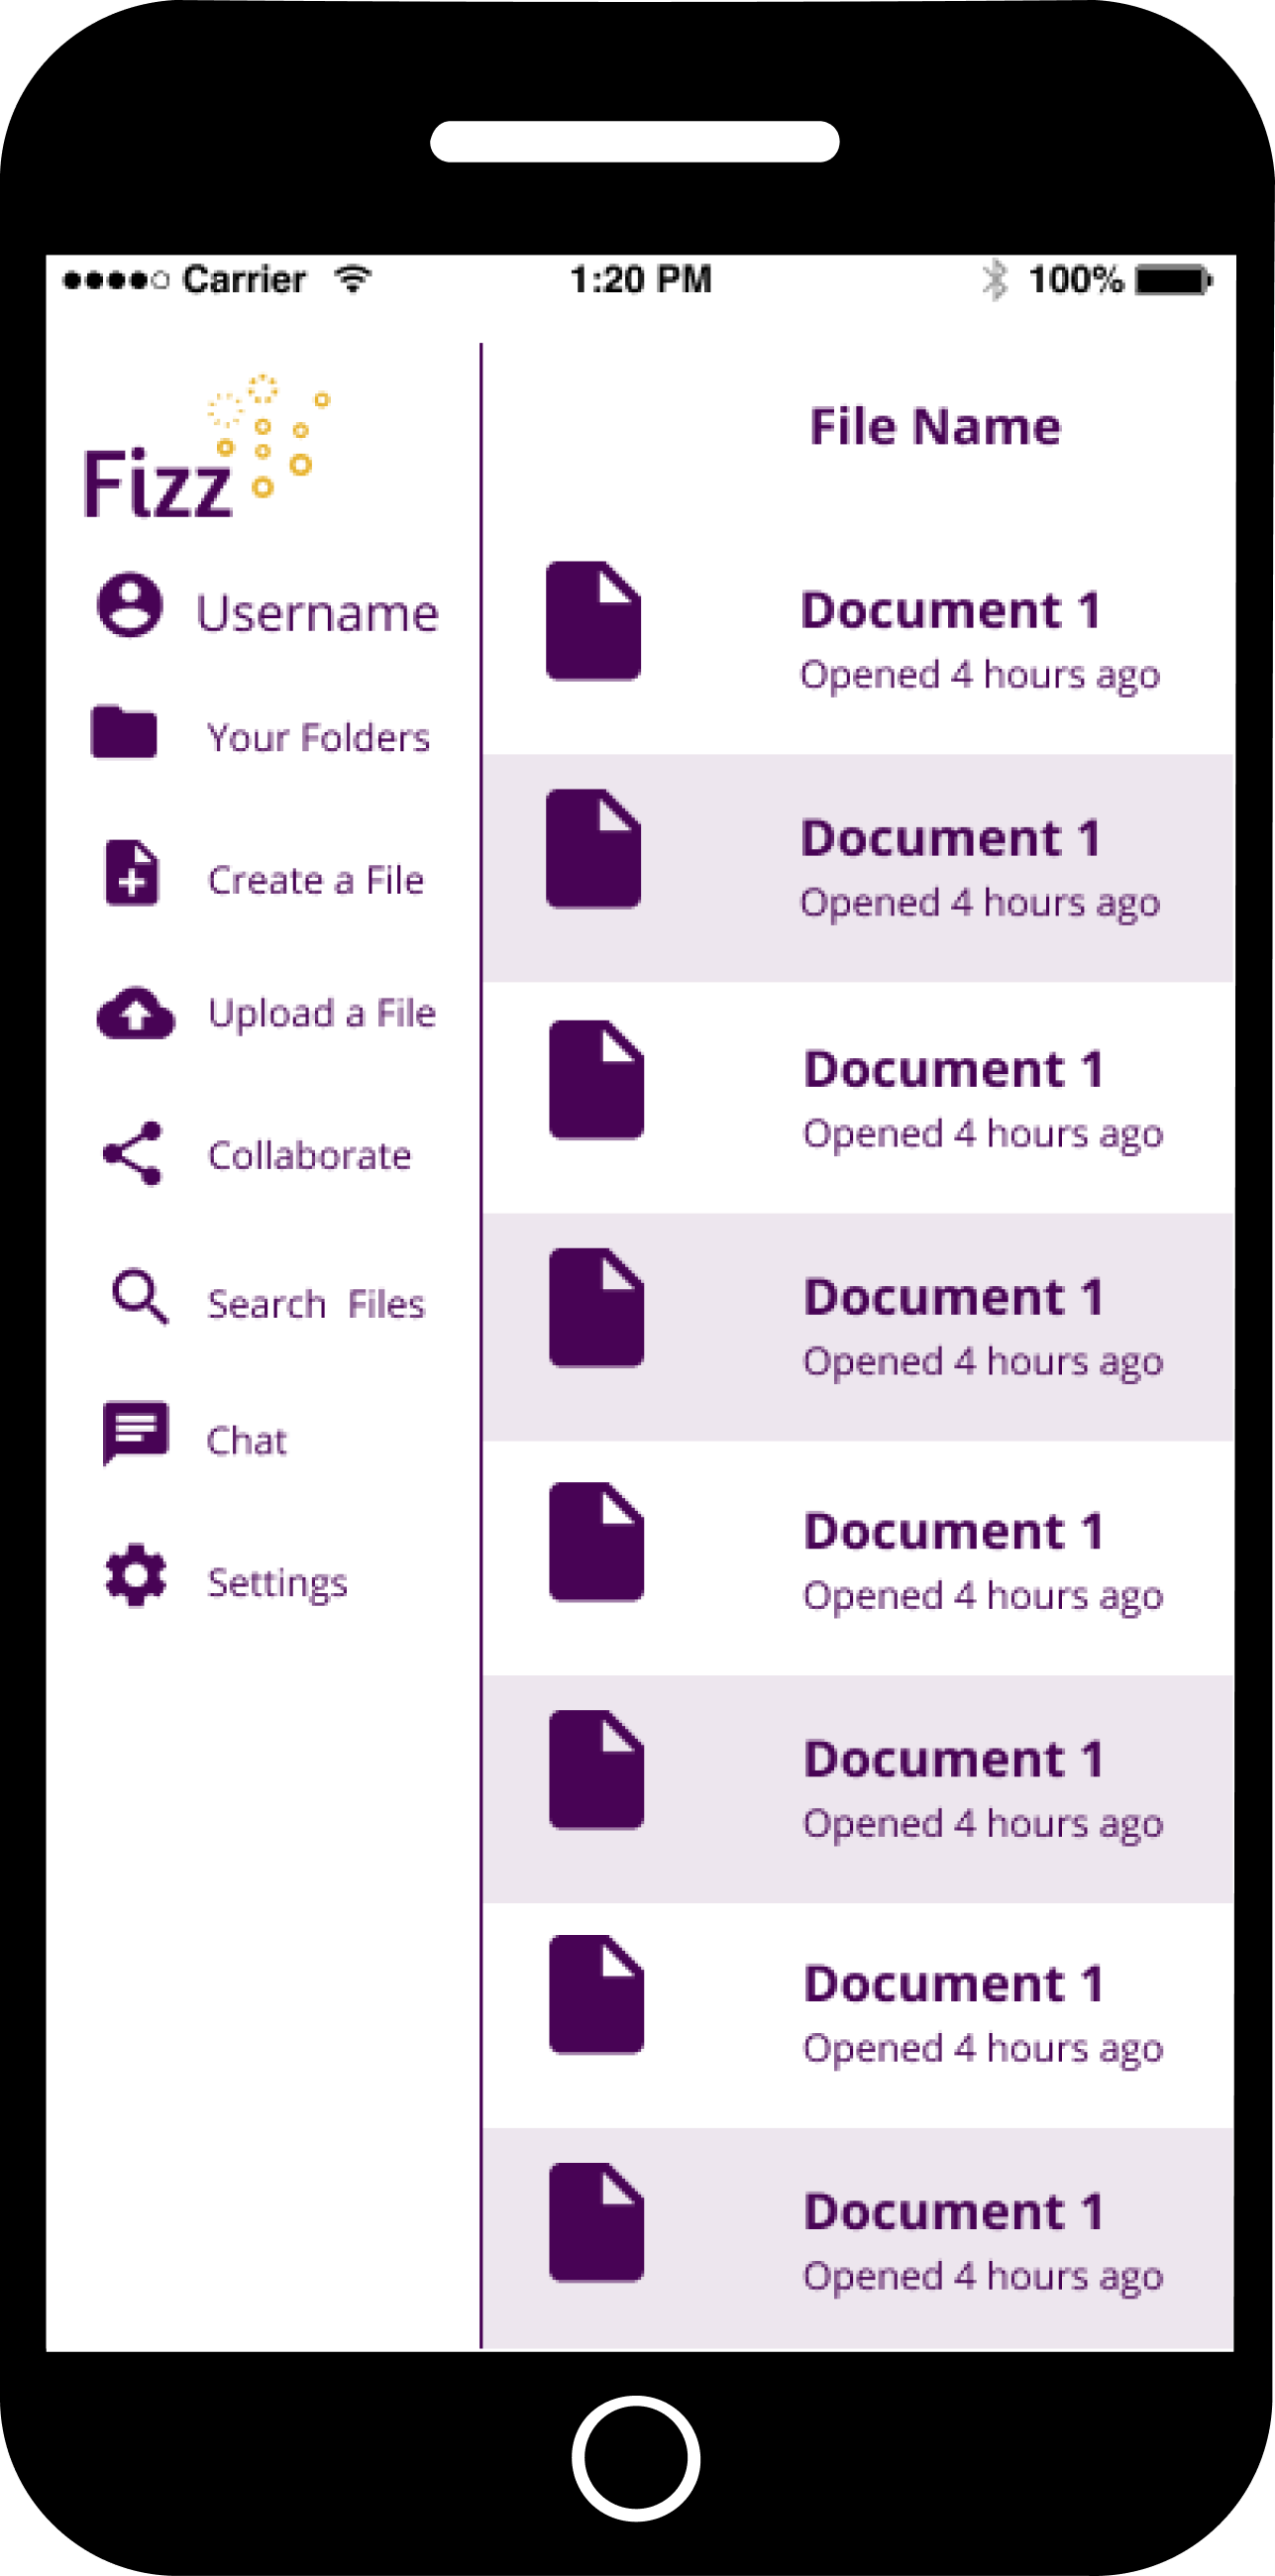 Carrier 1:20 PM 100%
Fizz
Username
Your Folders
Create a File
Upload a File
Collaborate
Search Files
Chat
Settings
File Name
Document 1
Opened 4 hours ago
Document 1
Opened 4 hours ago
Document 1
Opened 4 hours ago
Document 1
Opened 4 hours ago
Document 1
Opened 4 hours ago
Document 1
Opened 4 hours ago
Document 1
Opened 4 hours ago
Document 1
Opened 4 hours ago